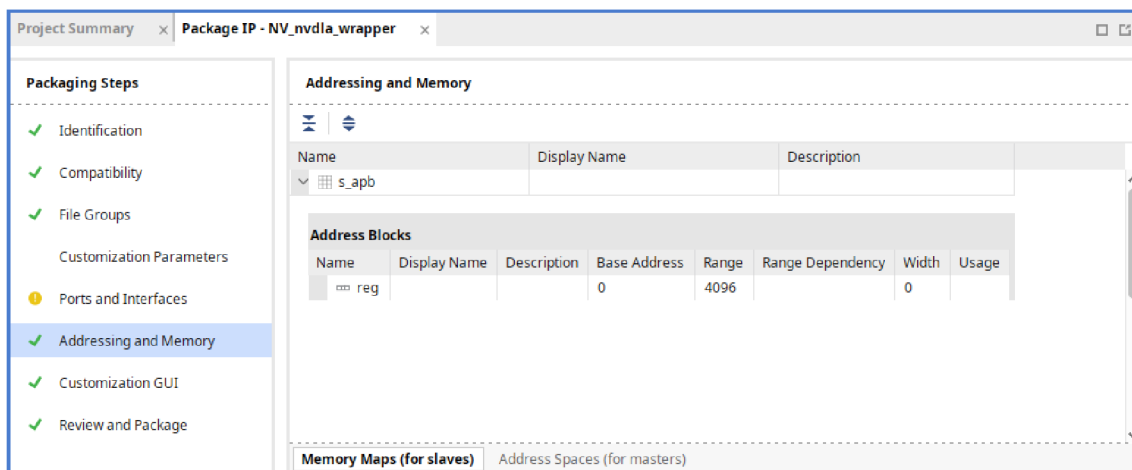 Project Summary × Package IP - NV_nvdla_wrapper ×
Packaging Steps
Identification
Compatibility
File Groups
Customization Parameters
Ports and Interfaces
Addressing and Memory
Customization GUI
Review and Package
Addressing and Memory
Name Display Name Description
s_apb
Address Blocks
Name Display Name Description Base Address Range Range Dependency Width Usage
reg 0 4096 0
Memory Maps (for slaves) Address Spaces (for masters)